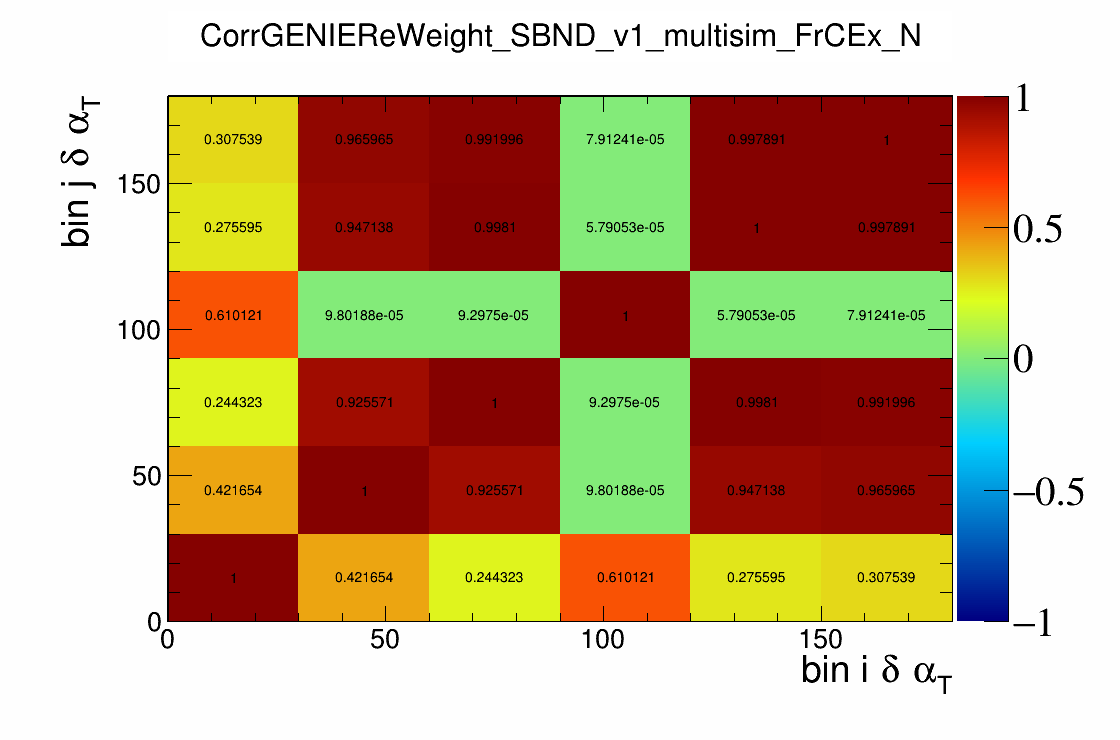 CorrGENIEReWeight_SBND_v1_multisim_FrCEx_N
bin j δ α_T
150
100
50
0
0.307539 0.965965 0.991996 7.91241e-05 0.997891 1
0.275595 0.947138 0.9981 5.79053e-05 1 0.997891
0.610121 9.80188e-05 9.2975e-05 1 5.79053e-05 7.91241e-05
0.244323 0.925571 1 9.2975e-05 0.9981 0.991996
0.421654 1 0.925571 9.80188e-05 0.947138 0.965965
1 0.421654 0.244323 0.610121 0.275595 0.307539
0 50 100 150
bin i δ α_T
1
0.5
0
−0.5
−1